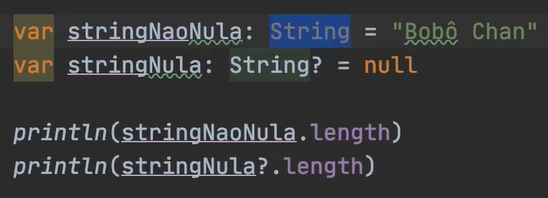 var stringNaoNula: String = "Bobô Chan"
var stringNula: String? = null
println(stringNaoNula.length)
println(stringNula?.length)